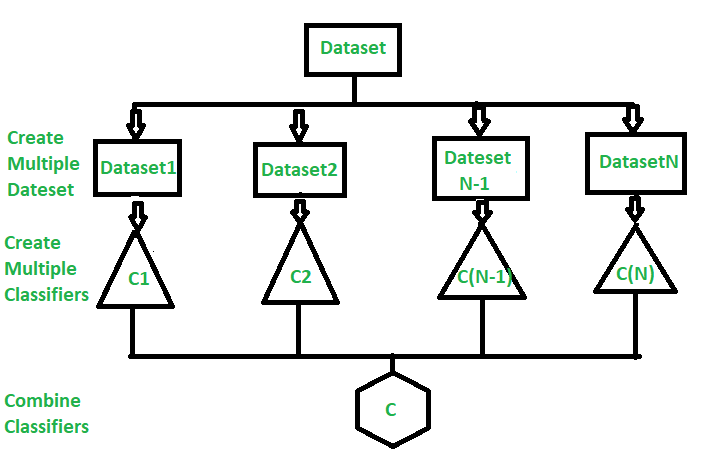 Dataset
Create
Multiple
Dateset
Dataset1
Dataset2
Dateset
N-1
DatasetN
Create
Multiple
Classifiers
C1
C2
C(N-1)
C(N)
Combine
Classifiers
C